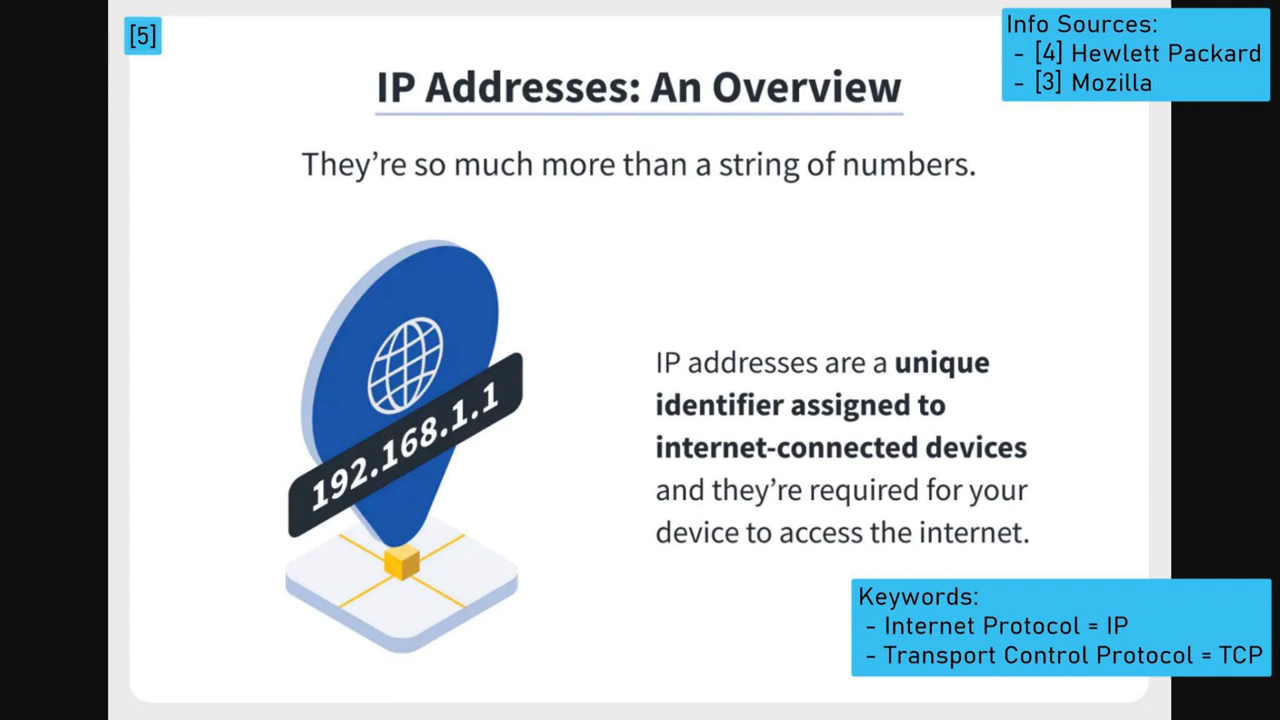 [5]
Info Sources:
- [4] Hewlett Packard
- [3] Mozilla
IP Addresses: An Overview
They’re so much more than a string of numbers.
192.168.1.1
IP addresses are a unique
identifier assigned to
internet-connected devices
and they’re required for your
device to access the internet.
Keywords:
- Internet Protocol = IP
- Transport Control Protocol = TCP